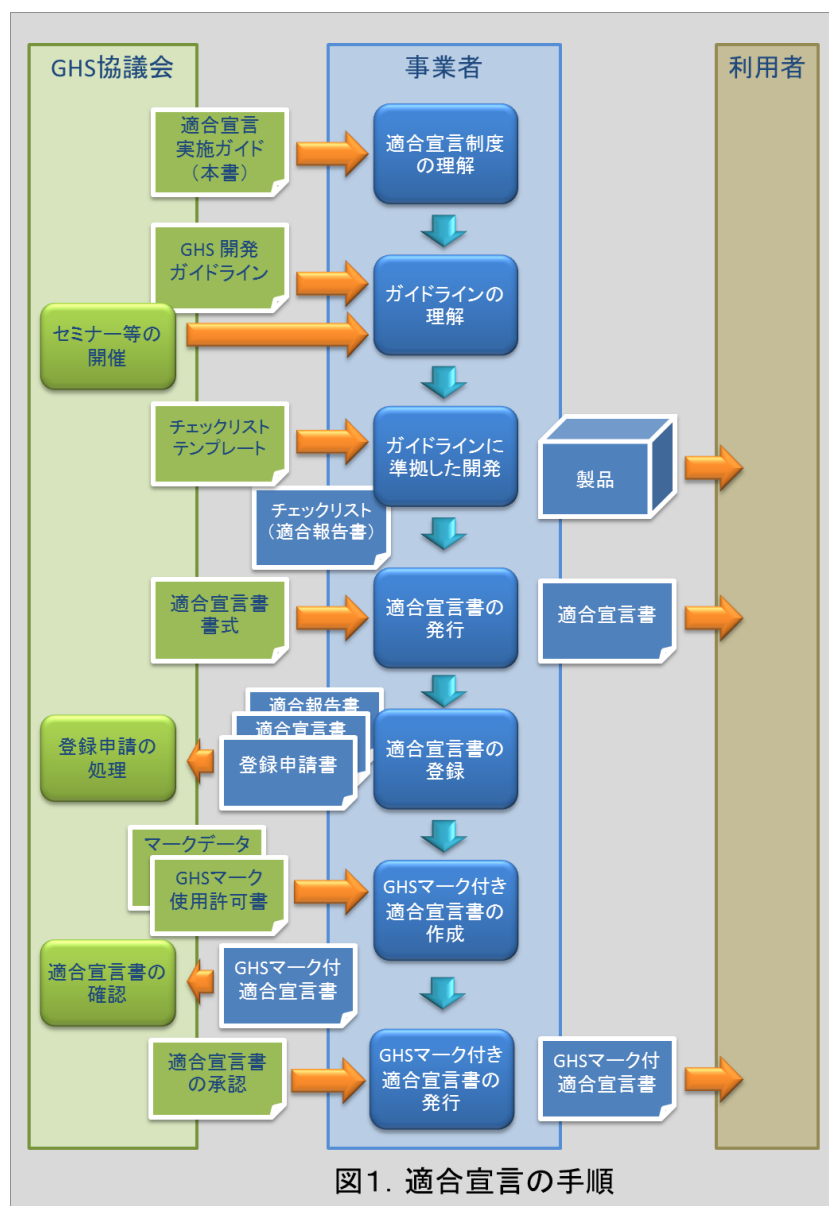 GHS協議会
事業者
利用者
適合宣言
実施ガイド
（本書）
適合宣言制度
の理解
GHS 開発
ガイドライン
セミナー等の
開催
ガイドラインの
理解
チェックリスト
テンプレート
ガイドラインに
準拠した開発
製品
チェックリスト
（適合報告書）
適合宣言書
書式
適合宣言書の
発行
適合宣言書
適合報告書
適合宣言書
登録申請書
登録申請の
処理
適合宣言書の
登録
マークデータ
GHSマーク
使用許可書
GHSマーク付き
適合宣言書の
作成
適合宣言書の
確認
GHSマーク付
適合宣言書
適合宣言書
の承認
GHSマーク付き
適合宣言書の
発行
GHSマーク付
適合宣言書
図1．適合宣言の手順